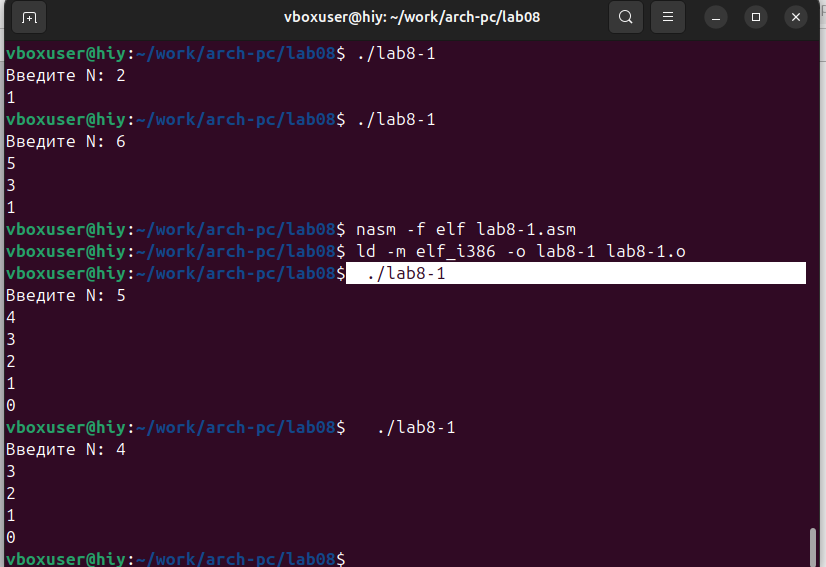 vboxuser@hiy: ~/work/arch-pc/lab08
vboxuser@hiy:~/work/arch-pc/lab08$ ./lab8-1
Введите N: 2
1
vboxuser@hiy:~/work/arch-pc/lab08$ ./lab8-1
Введите N: 6
5
3
1
vboxuser@hiy:~/work/arch-pc/lab08$ nasm -f elf lab8-1.asm
vboxuser@hiy:~/work/arch-pc/lab08$ ld -m elf_i386 -o lab8-1 lab8-1.o
vboxuser@hiy:~/work/arch-pc/lab08$  ./lab8-1
Введите N: 5
4
3
2
1
0
vboxuser@hiy:~/work/arch-pc/lab08$   ./lab8-1
Введите N: 4
3
2
1
0
vboxuser@hiy:~/work/arch-pc/lab08$